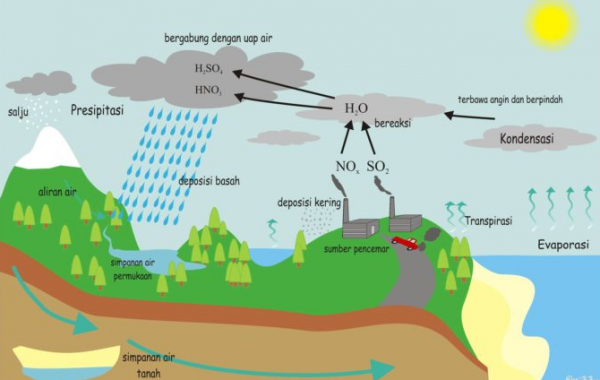 bergabung dengan uap air
H₂SO₄
HNO₃
salju
Presipitasi
H₂O
bereaksi
terbawa angin dan berpindah
Kondensasi
NOₓ SO₂
aliran air
deposisi basah
deposisi kering
Transpirasi
sumber pencemar
Evaporasi
simpanan air
permukaan
simpanan air
tanah